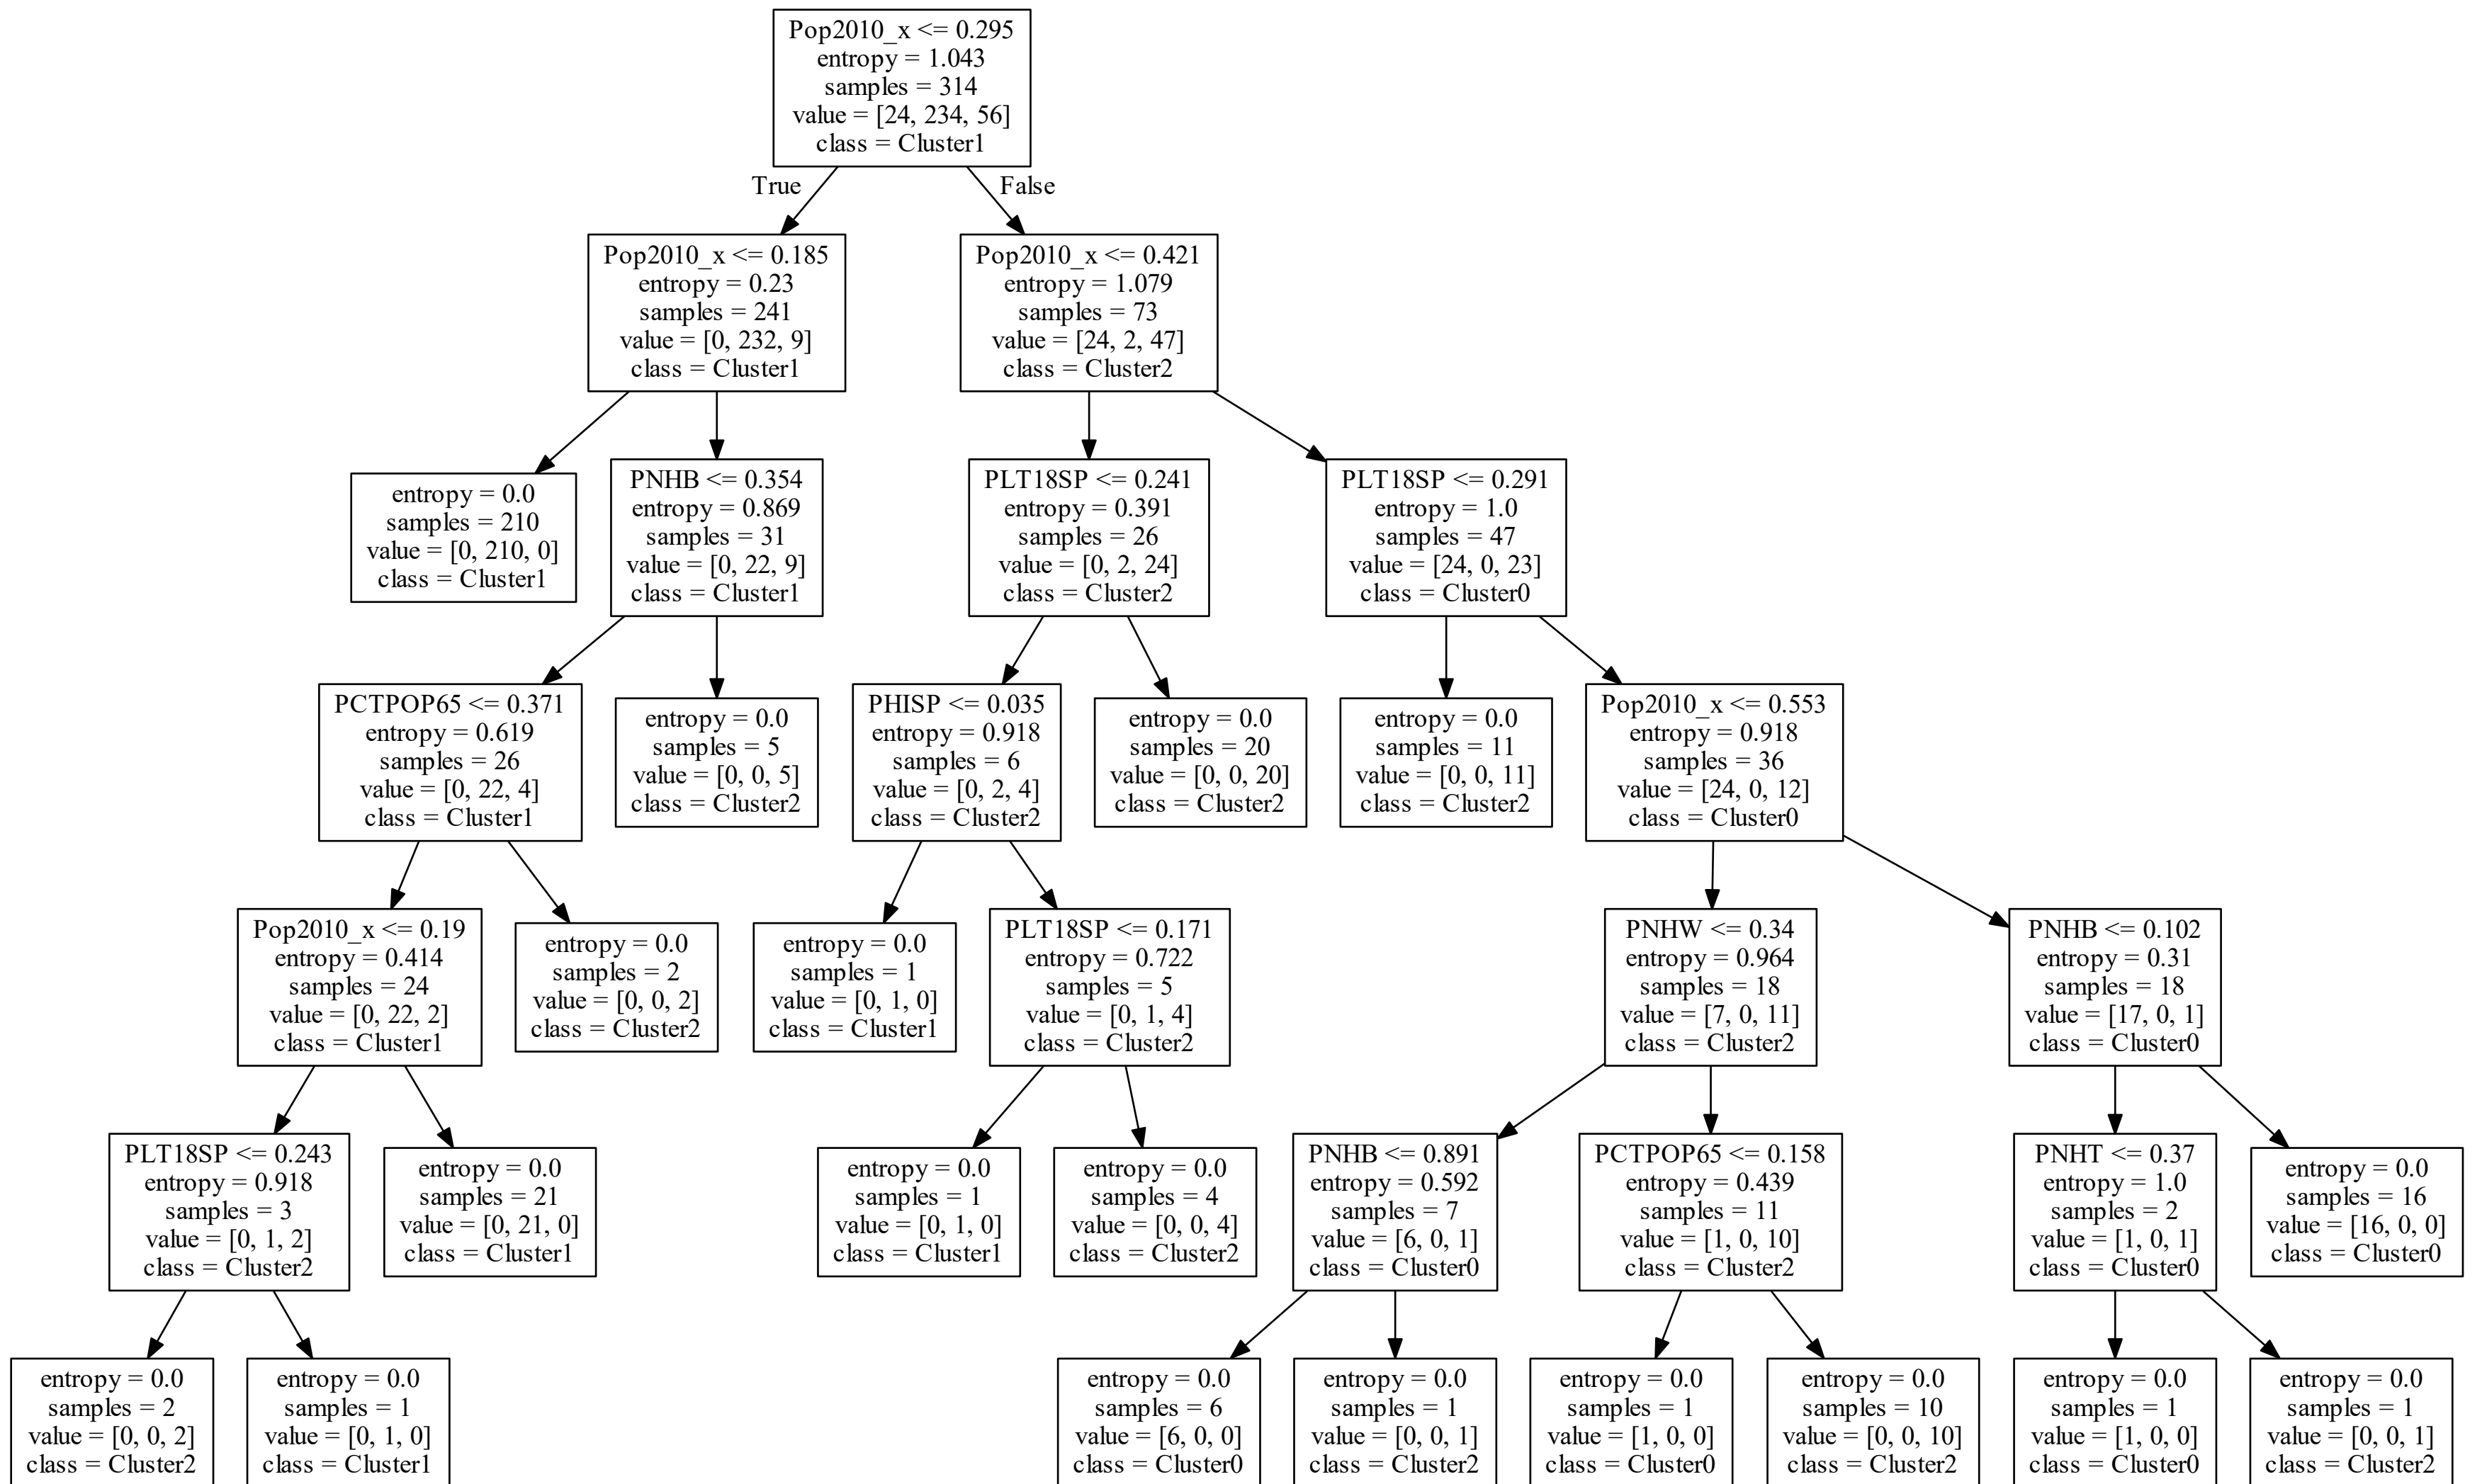 Pop2010_x <= 0.295
entropy = 1.043
samples = 314
value = [24, 234, 56]
class = Cluster1
True
False
Pop2010_x <= 0.185
entropy = 0.23
samples = 241
value = [0, 232, 9]
class = Cluster1
Pop2010_x <= 0.421
entropy = 1.079
samples = 73
value = [24, 2, 47]
class = Cluster2
entropy = 0.0
samples = 210
value = [0, 210, 0]
class = Cluster1
PNHB <= 0.354
entropy = 0.869
samples = 31
value = [0, 22, 9]
class = Cluster1
PLT18SP <= 0.241
entropy = 0.391
samples = 26
value = [0, 2, 24]
class = Cluster2
PLT18SP <= 0.291
entropy = 1.0
samples = 47
value = [24, 0, 23]
class = Cluster0
PCTPOP65 <= 0.371
entropy = 0.619
samples = 26
value = [0, 22, 4]
class = Cluster1
entropy = 0.0
samples = 5
value = [0, 0, 5]
class = Cluster2
PHISP <= 0.035
entropy = 0.918
samples = 6
value = [0, 2, 4]
class = Cluster2
entropy = 0.0
samples = 20
value = [0, 0, 20]
class = Cluster2
entropy = 0.0
samples = 11
value = [0, 0, 11]
class = Cluster2
Pop2010_x <= 0.553
entropy = 0.918
samples = 36
value = [24, 0, 12]
class = Cluster0
Pop2010_x <= 0.19
entropy = 0.414
samples = 24
value = [0, 22, 2]
class = Cluster1
entropy = 0.0
samples = 2
value = [0, 0, 2]
class = Cluster2
entropy = 0.0
samples = 1
value = [0, 1, 0]
class = Cluster1
PLT18SP <= 0.171
entropy = 0.722
samples = 5
value = [0, 1, 4]
class = Cluster2
PNHW <= 0.34
entropy = 0.964
samples = 18
value = [7, 0, 11]
class = Cluster2
PNHB <= 0.102
entropy = 0.31
samples = 18
value = [17, 0, 1]
class = Cluster0
PLT18SP <= 0.243
entropy = 0.918
samples = 3
value = [0, 1, 2]
class = Cluster2
entropy = 0.0
samples = 21
value = [0, 21, 0]
class = Cluster1
entropy = 0.0
samples = 1
value = [0, 1, 0]
class = Cluster1
entropy = 0.0
samples = 4
value = [0, 0, 4]
class = Cluster2
PNHB <= 0.891
entropy = 0.592
samples = 7
value = [6, 0, 1]
class = Cluster0
PCTPOP65 <= 0.158
entropy = 0.439
samples = 11
value = [1, 0, 10]
class = Cluster2
PNHT <= 0.37
entropy = 1.0
samples = 2
value = [1, 0, 1]
class = Cluster0
entropy = 0.0
samples = 16
value = [16, 0, 0]
class = Cluster0
entropy = 0.0
samples = 2
value = [0, 0, 2]
class = Cluster2
entropy = 0.0
samples = 1
value = [0, 1, 0]
class = Cluster1
entropy = 0.0
samples = 6
value = [6, 0, 0]
class = Cluster0
entropy = 0.0
samples = 1
value = [0, 0, 1]
class = Cluster2
entropy = 0.0
samples = 1
value = [1, 0, 0]
class = Cluster0
entropy = 0.0
samples = 10
value = [0, 0, 10]
class = Cluster2
entropy = 0.0
samples = 1
value = [1, 0, 0]
class = Cluster0
entropy = 0.0
samples = 1
value = [0, 0, 1]
class = Cluster2